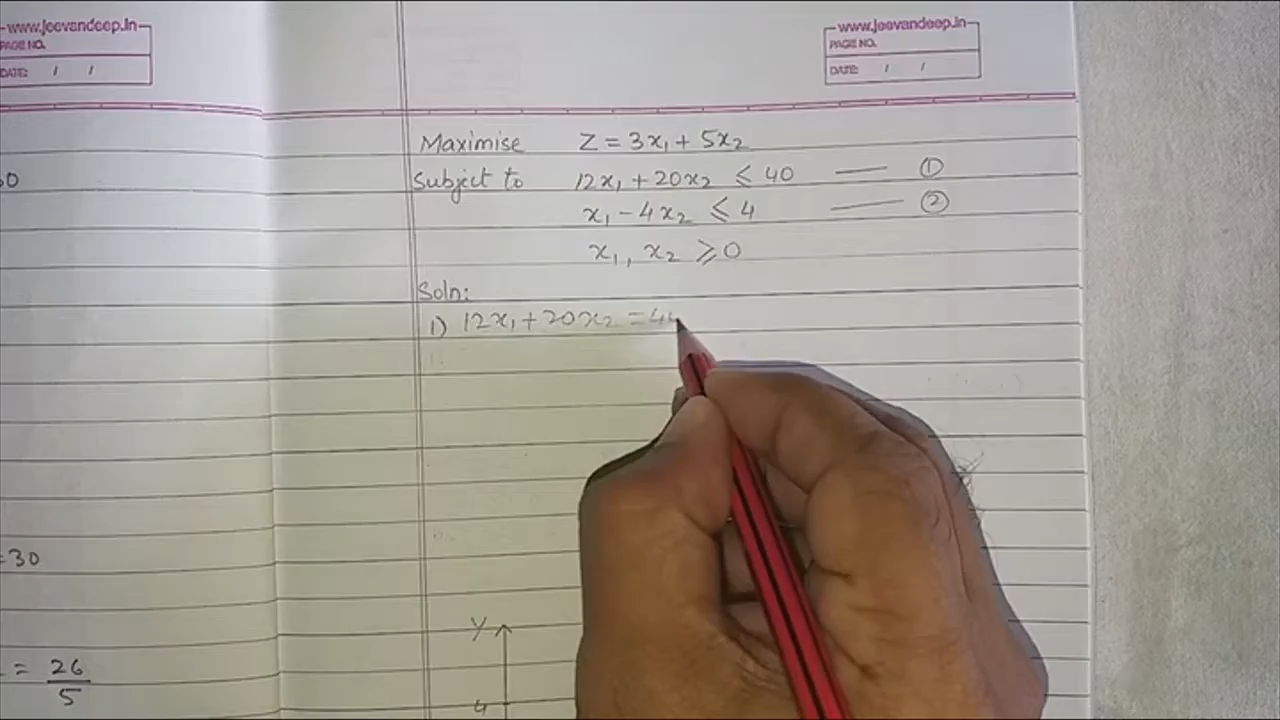 www.jeevandeep.in
PAGE NO.
DATE: / /
=30
= 26/5
www.jeevandeep.in
PAGE NO.
DATE: / /
Maximise Z = 3x₁ + 5x₂
Subject to 12x₁ + 20x₂ ≤ 40 — ①
x₁ - 4x₂ ≤ 4 — ②
x₁, x₂ ≥ 0
Soln:
1) 12x₁ + 20x₂ = 4
Y
4